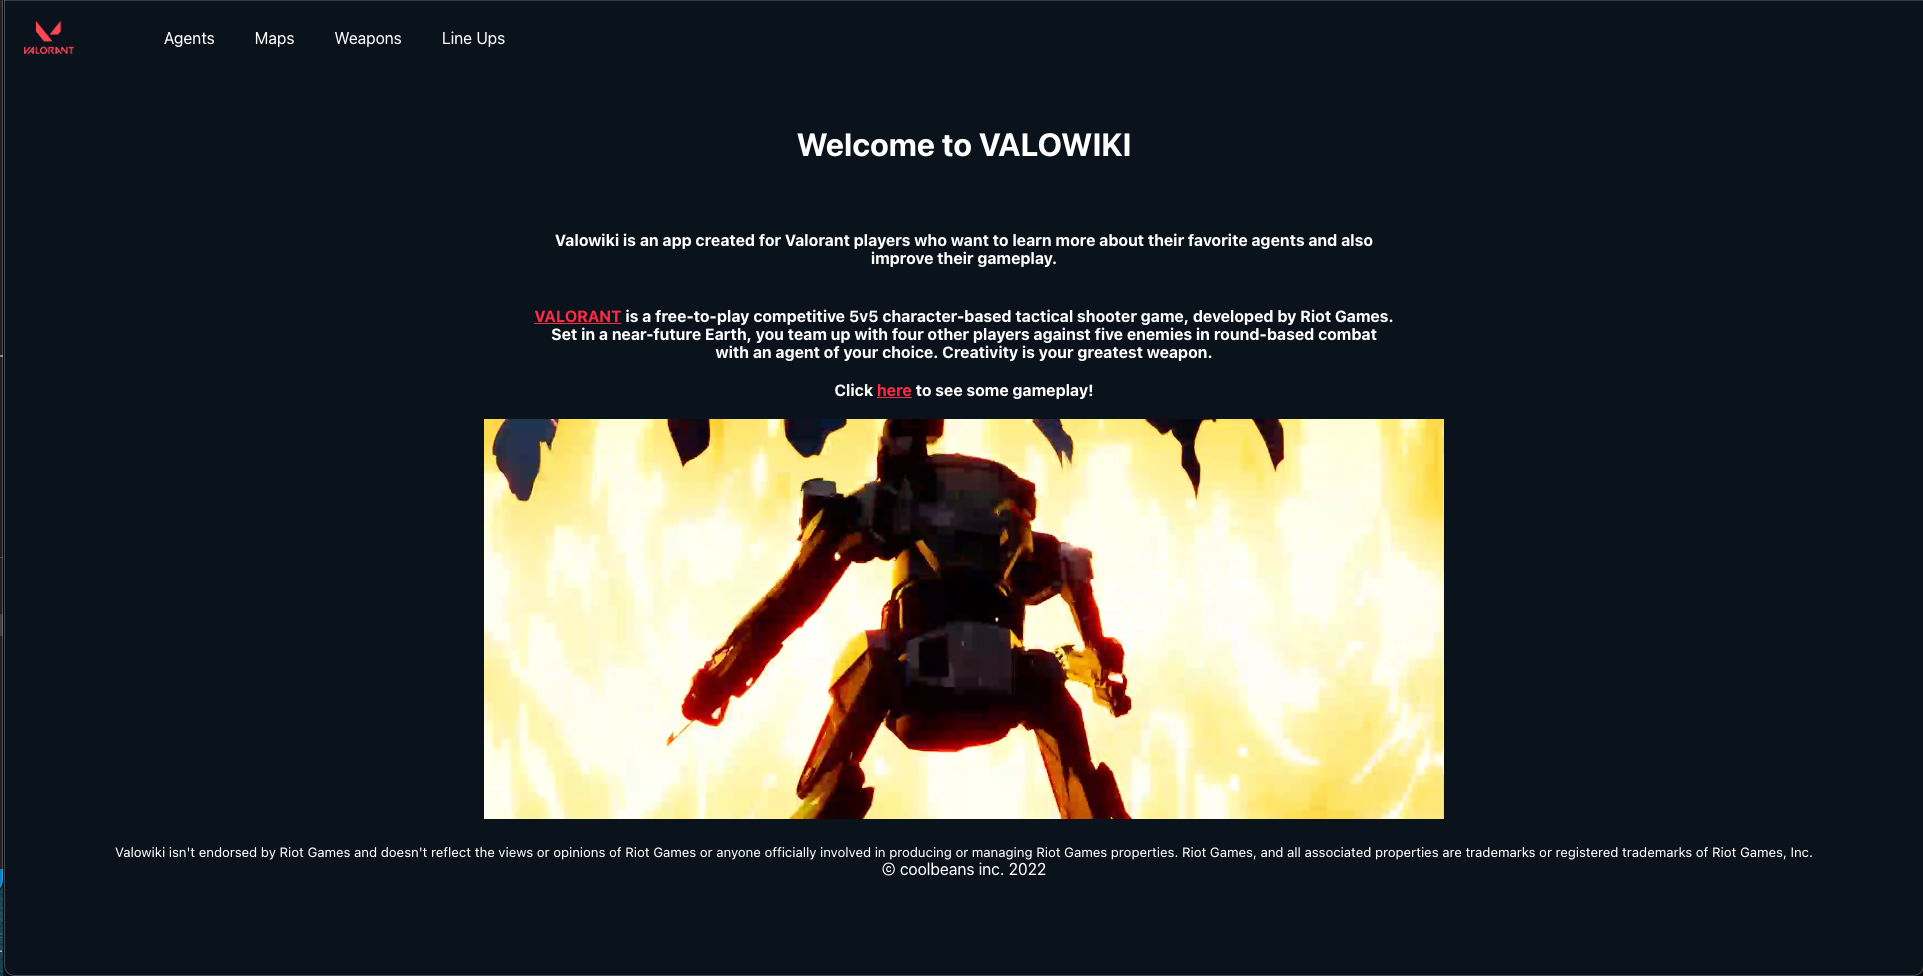 VALORANT
Agents Maps Weapons Line Ups
Welcome to VALOWIKI
Valowiki is an app created for Valorant players who want to learn more about their favorite agents and also
improve their gameplay.
VALORANT is a free-to-play competitive 5v5 character-based tactical shooter game, developed by Riot Games.
Set in a near-future Earth, you team up with four other players against five enemies in round-based combat
with an agent of your choice. Creativity is your greatest weapon.
Click here to see some gameplay!
Valowiki isn't endorsed by Riot Games and doesn't reflect the views or opinions of Riot Games or anyone officially involved in producing or managing Riot Games properties. Riot Games, and all associated properties are trademarks or registered trademarks of Riot Games, Inc.
© coolbeans inc. 2022